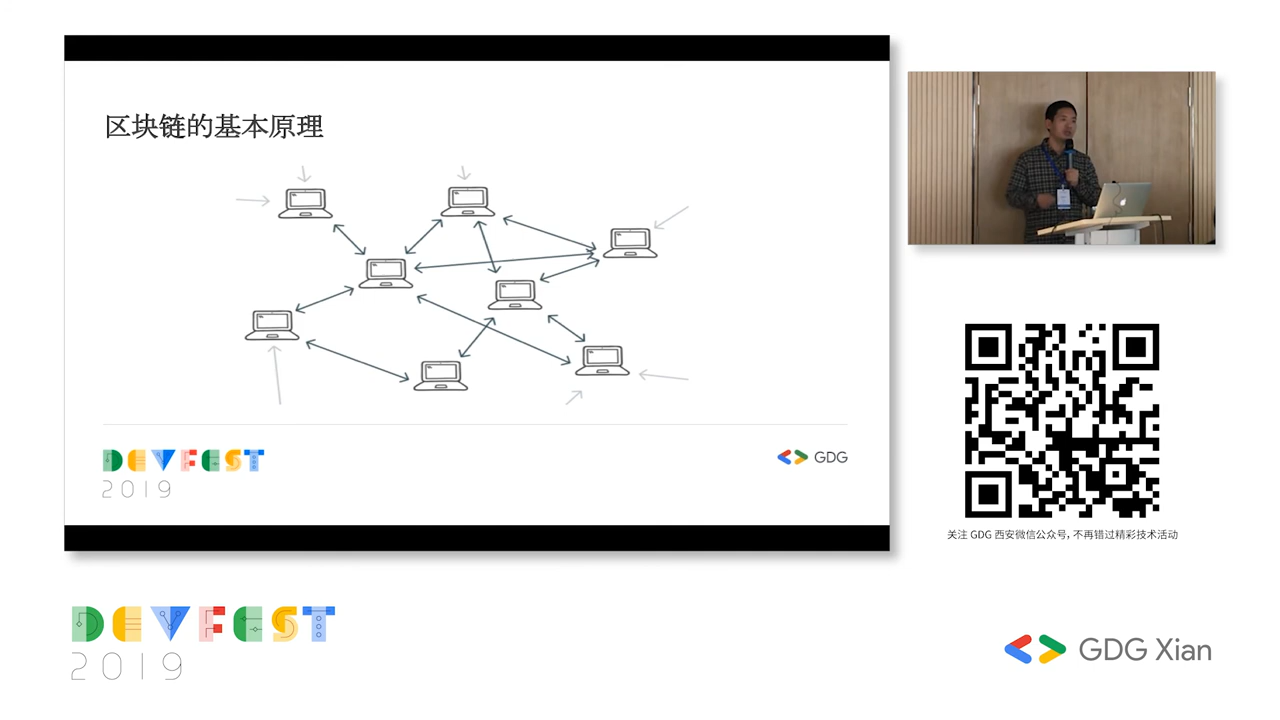 区块链的基本原理
DEVFEST
2019
GDG
关注 GDG 西安微信公众号, 不再错过精彩技术活动
DEVFEST
2019
GDG Xian